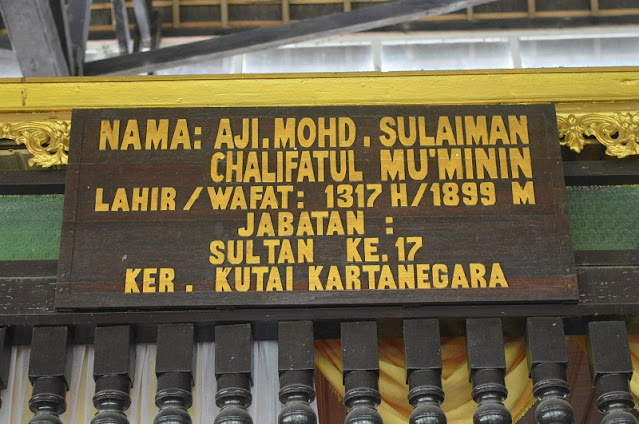 NAMA: AJI.MOHD.SULAIMAN
CHALIFATUL MU'MININ
LAHIR/WAFAT: 1317 H/1899 M
JABATAN :
SULTAN KE.17
KER. KUTAI KARTANEGARA